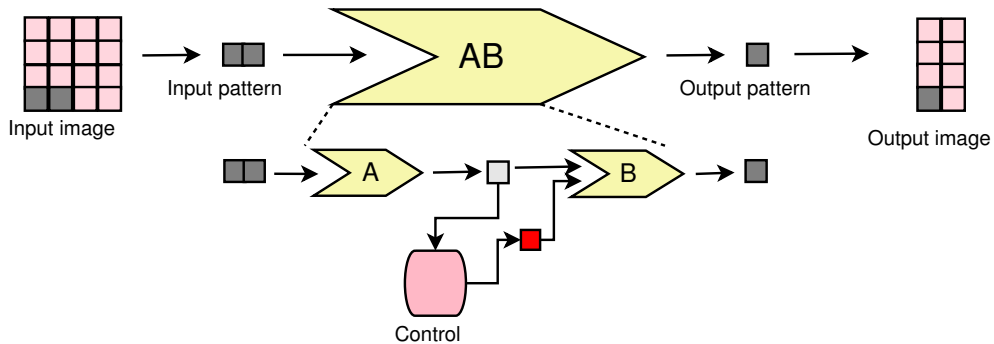 AB
Input pattern
Output pattern
Input image
Output image
A
B
Control